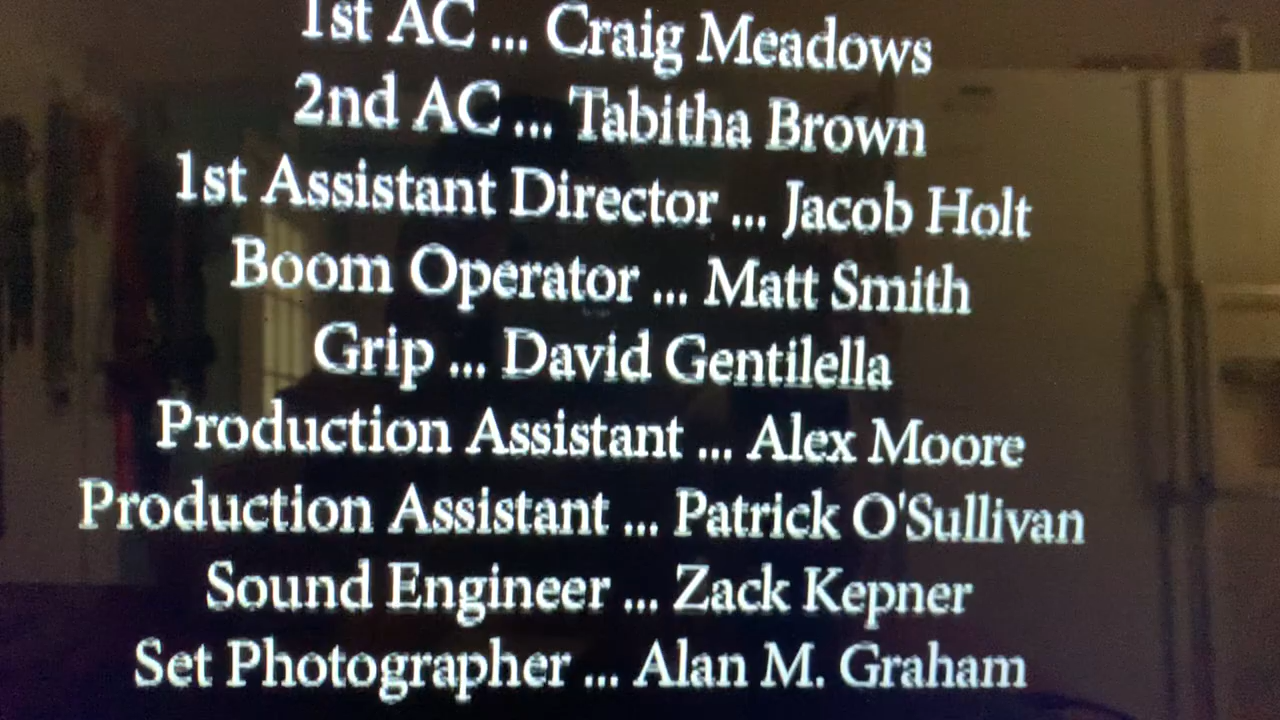 1st AC ... Craig Meadows
2nd AC ... Tabitha Brown
1st Assistant Director ... Jacob Holt
Boom Operator ... Matt Smith
Grip ... David Gentilella
Production Assistant ... Alex Moore
Production Assistant ... Patrick O'Sullivan
Sound Engineer ... Zack Kepner
Set Photographer ... Alan M. Graham